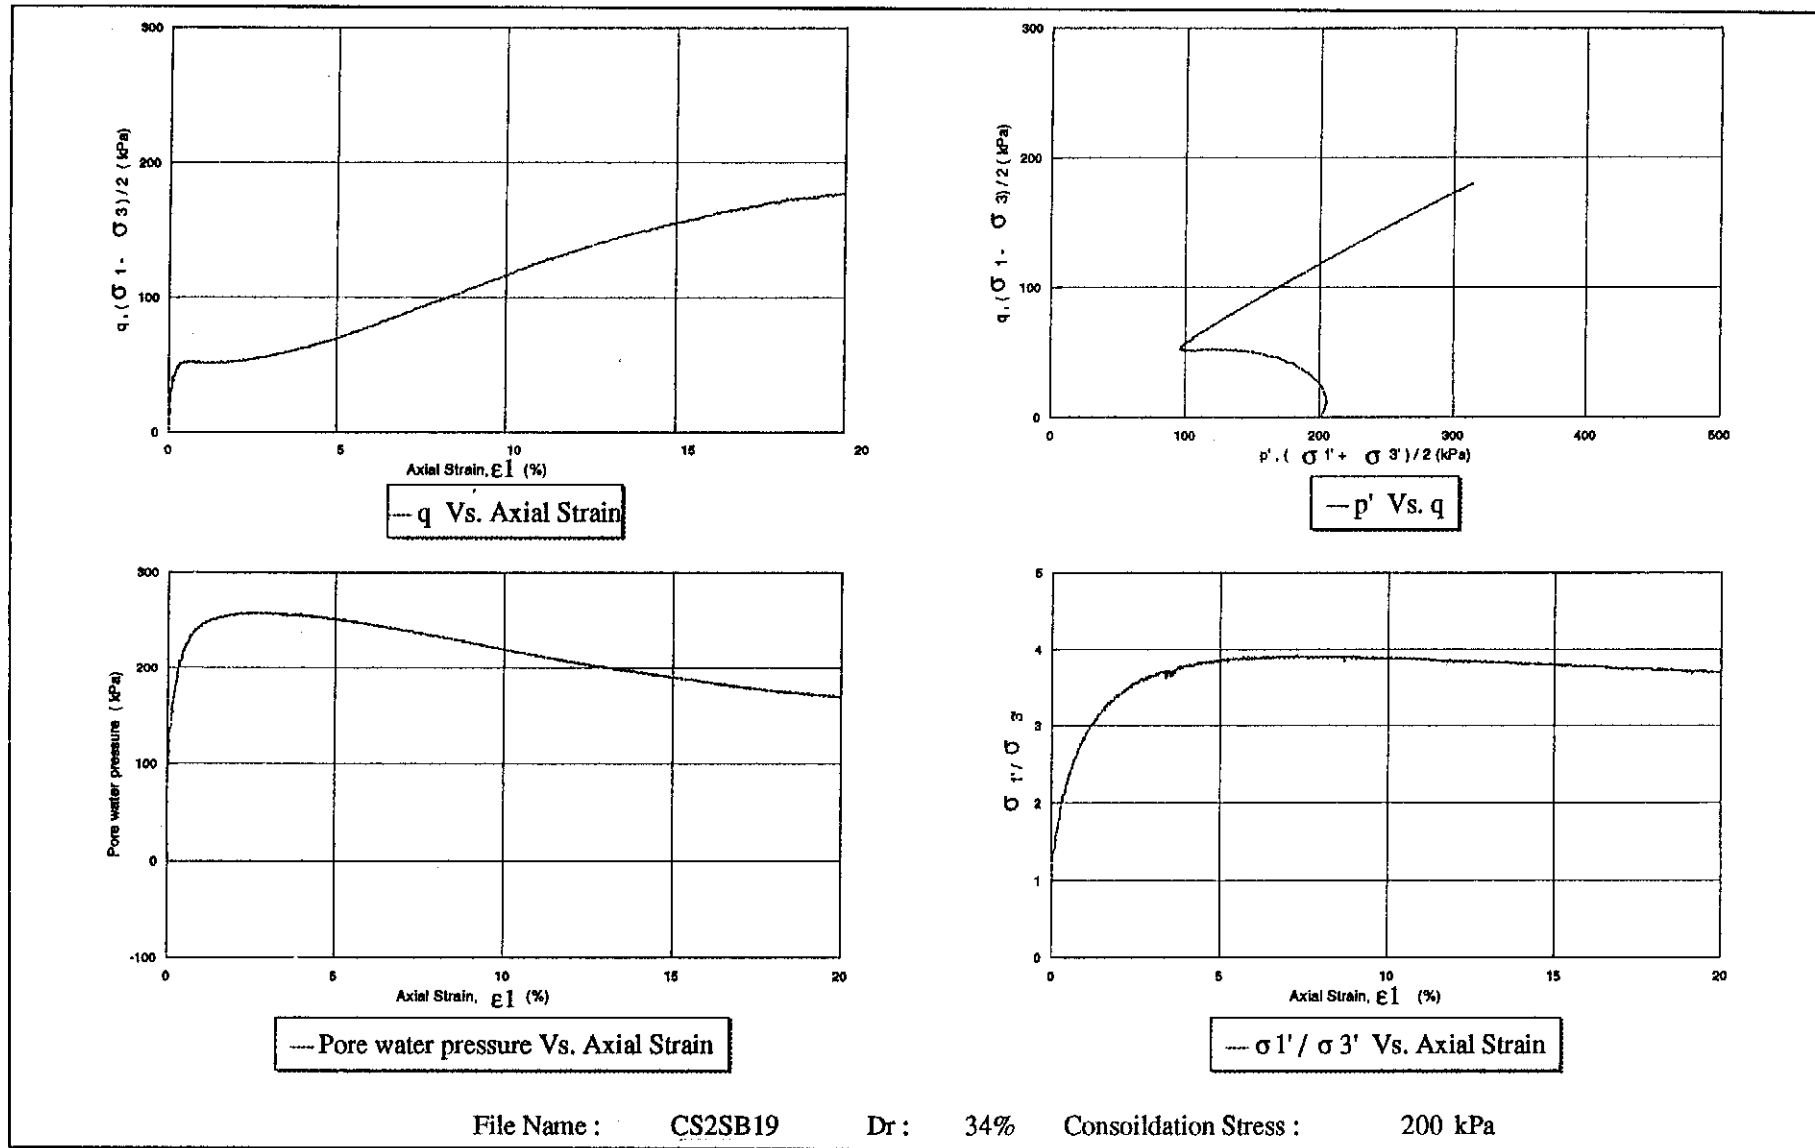 300
200
100
0
q , ( σ 1 - σ 3 ) / 2 ( kPa)
0 5 10 15 20
Axial Strain, ε1 (%)
q Vs. Axial Strain
300
200
100
0
q , ( σ 1 - σ 3) / 2 ( kPa)
0 100 200 300 400 500
p' , ( σ 1' + σ 3' ) / 2 (kPa)
p' Vs. q
300
200
100
0
-100
Pore water pressure ( kPa)
0 5 10 15 20
Axial Strain, ε1 (%)
Pore water pressure Vs. Axial Strain
5
4
3
2
1
0
σ 1' / σ 3'
0 5 10 15 20
Axial Strain, ε1 (%)
σ 1' / σ 3' Vs. Axial Strain
File Name : CS2SB19 Dr : 34% Consoildation Stress : 200 kPa